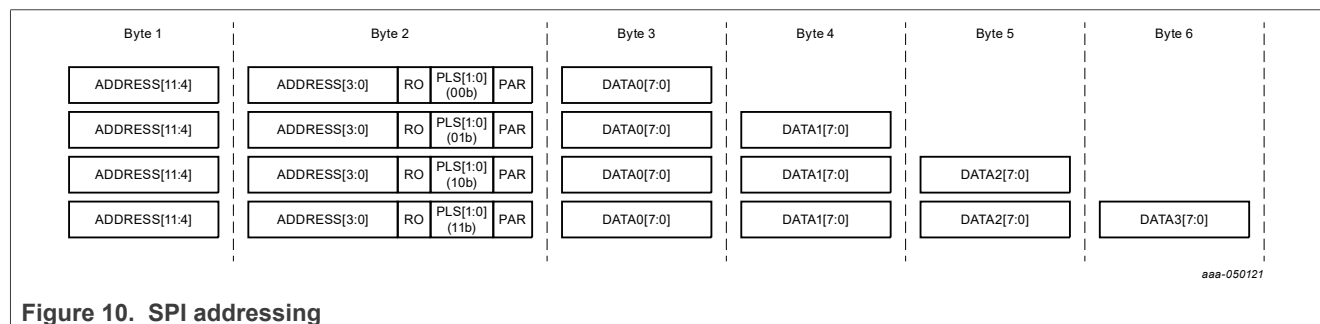 Byte 1 Byte 2 Byte 3 Byte 4 Byte 5 Byte 6
ADDRESS[11:4] ADDRESS[3:0] RO PLS[1:0] (00b) PAR DATA0[7:0]
ADDRESS[11:4] ADDRESS[3:0] RO PLS[1:0] (01b) PAR DATA0[7:0] DATA1[7:0]
ADDRESS[11:4] ADDRESS[3:0] RO PLS[1:0] (10b) PAR DATA0[7:0] DATA1[7:0] DATA2[7:0]
ADDRESS[11:4] ADDRESS[3:0] RO PLS[1:0] (11b) PAR DATA0[7:0] DATA1[7:0] DATA2[7:0] DATA3[7:0]
aaa-050121
Figure 10. SPI addressing